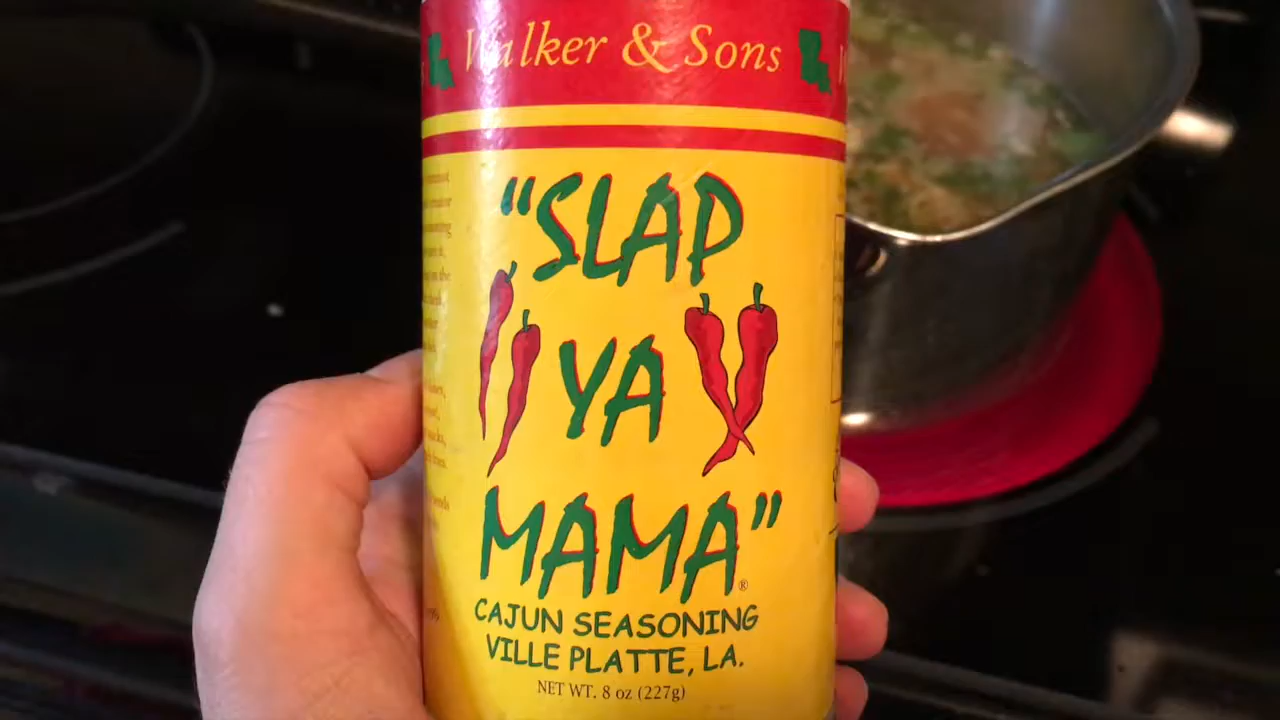 Walker & Sons
"SLAP
YA
MAMA"®
CAJUN SEASONING
VILLE PLATTE, LA.
NET WT. 8 oz (227g)